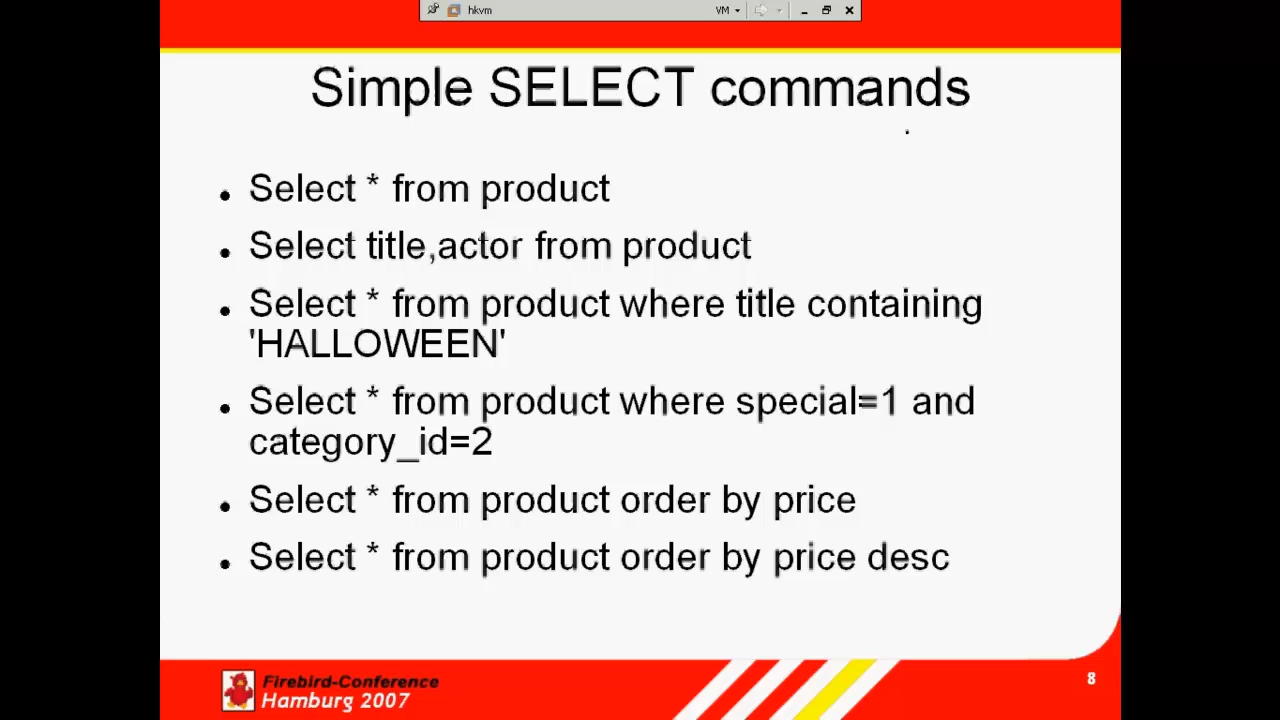 hkvm
VM
Simple SELECT commands
• Select * from product
• Select title,actor from product
• Select * from product where title containing
'HALLOWEEN'
• Select * from product where special=1 and
category_id=2
• Select * from product order by price
• Select * from product order by price desc
Firebird-Conference
Hamburg 2007
8